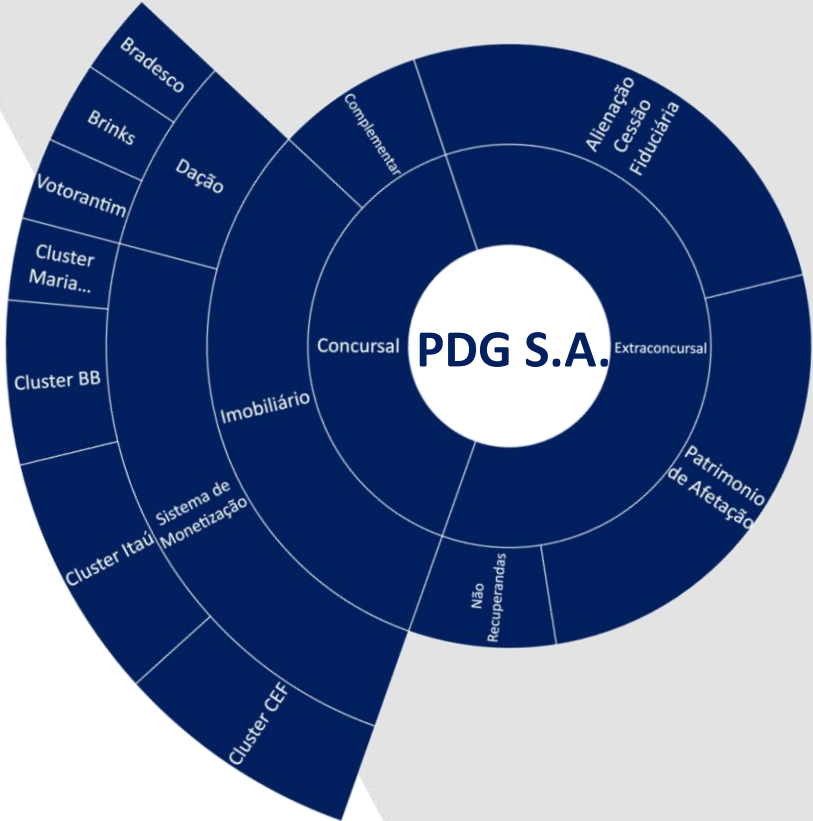 Bradesco
Brinks
Votorantim
Cluster
Maria...
Cluster BB
Cluster Itaú
Cluster CEF
Dação
Sistema de
Monetização
Imobiliário
Complementar
Concursal
PDG S.A.
Extraconcursal
Alienação
Cessão
Fiduciária
Patrimonio
de Afetação
Não
Recuperandas